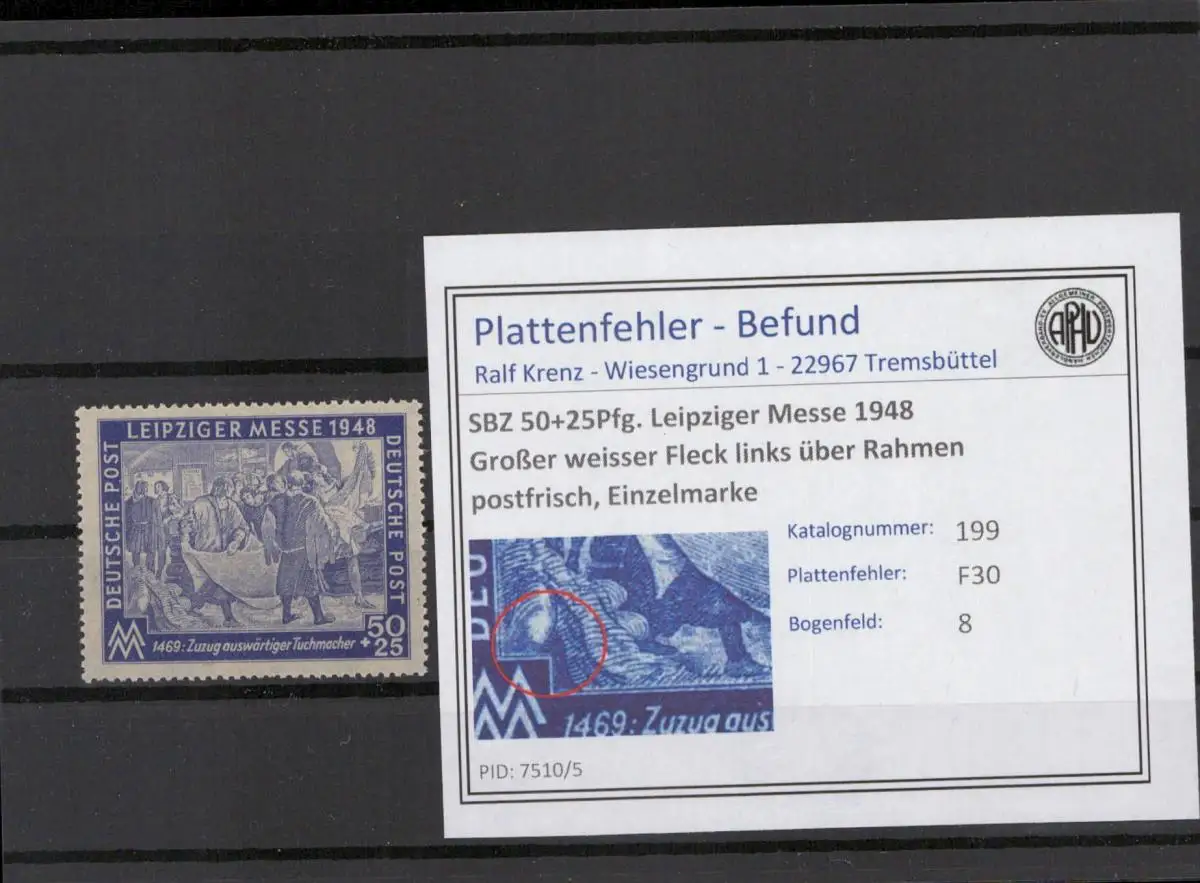 LEIPZIGER MESSE 1948
DEUTSCHE POST
DEUTSCHE POST
1469: Zuzug auswärtiger Tuchmacher
50
+25
Plattenfehler - Befund
Ralf Krenz - Wiesengrund 1 - 22967 Tremsbüttel
APHV
SBZ 50+25Pfg. Leipziger Messe 1948
Großer weisser Fleck links über Rahmen
postfrisch, Einzelmarke
Katalognummer: 199
Plattenfehler: F30
Bogenfeld: 8
DEU
1469: Zuzug aus
PID: 7510/5